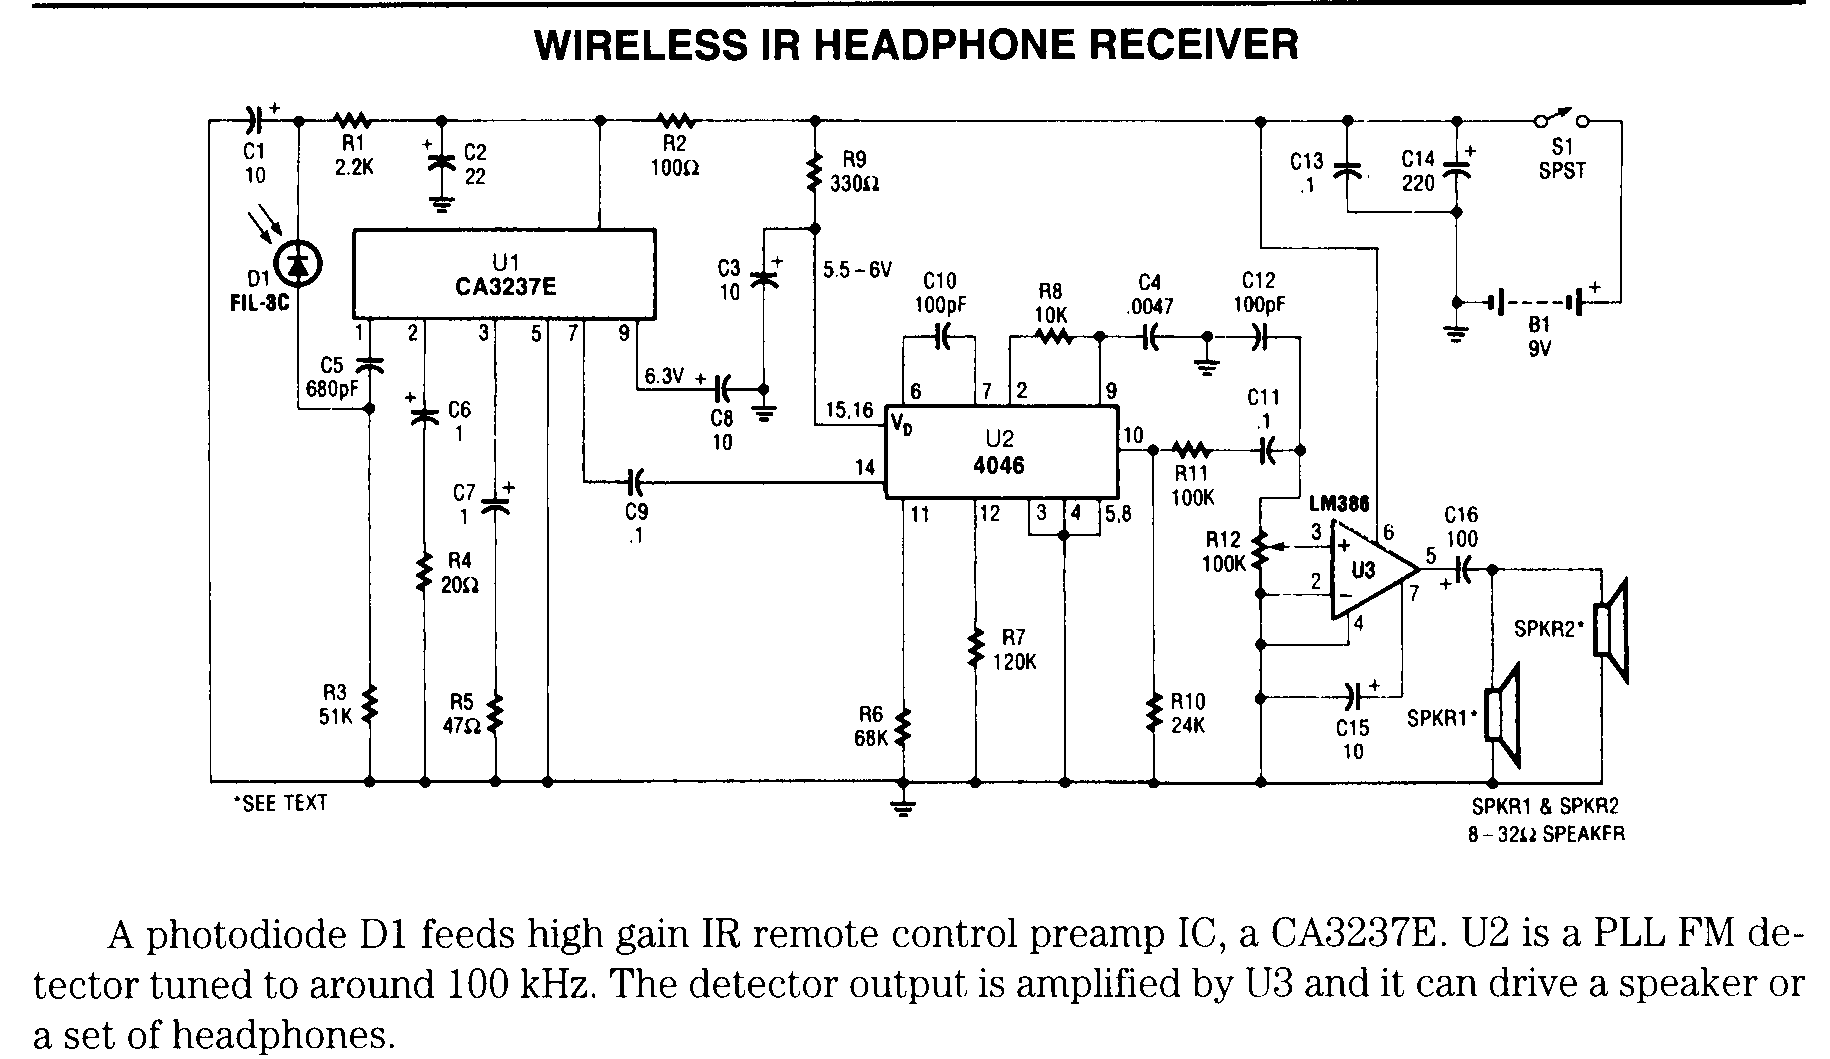 WIRELESS IR HEADPHONE RECEIVER
+
C1
10
R1
2.2K
+
C2
22
R2
100Ω
R9
330Ω
C13
.1
C14
220
+
S1
SPST
D1
FIL-3C
U1
CA3237E
C3
10
+
5.5–6V
C10
100pF
R8
10K
C4
.0047
C12
100pF
+
B1
9V
1
2
3
5
7
9
C5
680pF
6.3V +
C8
10
+
C6
1
15,16
6
7
2
9
VD
U2
4046
10
C11
.1
R11
100K
14
C7
1
+
C9
.1
11
12
3
4
5,8
LM386
R12
100K
3
+
6
U3
2
−
5
7
4
C16
100
+
R4
20Ω
R7
120K
SPKR2*
R3
51K
R5
47Ω
R6
68K
R10
24K
+
C15
10
SPKR1*
*SEE TEXT
SPKR1 & SPKR2
8–32Ω SPEAKER
A photodiode D1 feeds high gain IR remote control preamp IC, a CA3237E. U2 is a PLL FM de-
tector tuned to around 100 kHz. The detector output is amplified by U3 and it can drive a speaker or
a set of headphones.